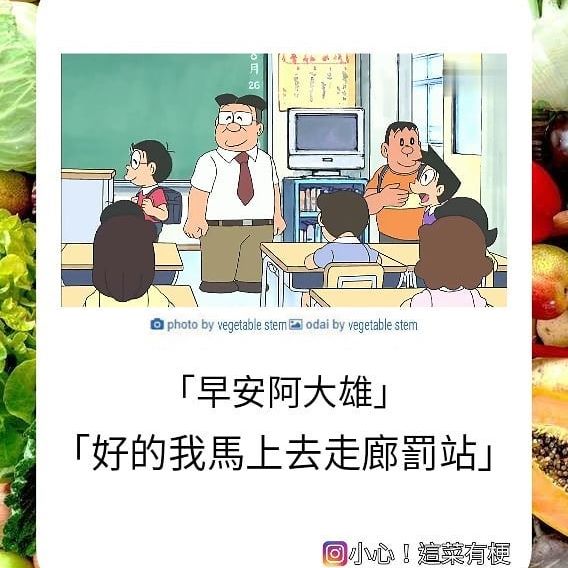 月
26
photo by vegetable stem odai by vegetable stem
「早安阿大雄」
「好的我馬上去走廊罰站」
小心！這菜有梗